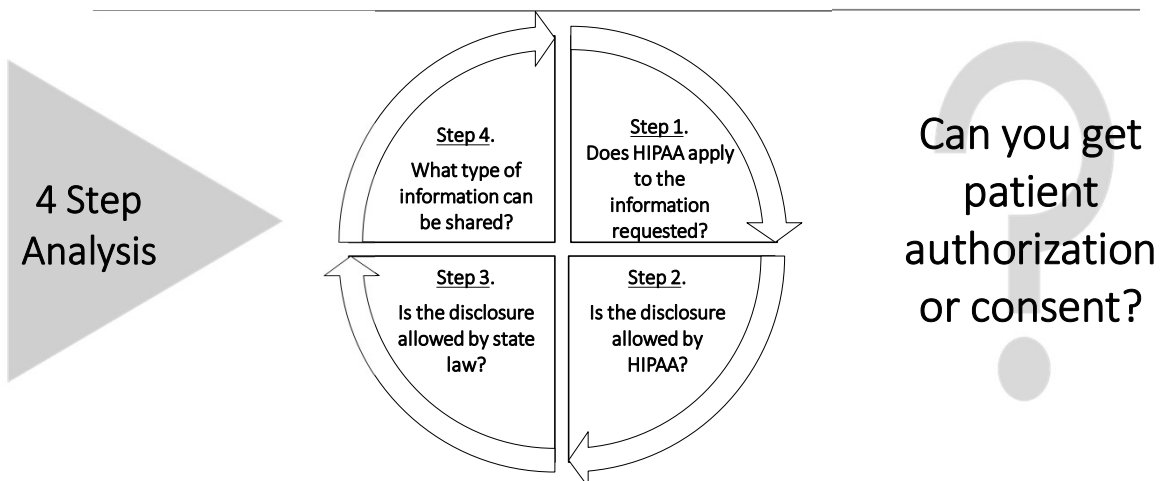 4 Step
Analysis
Step 1.
Does HIPAA apply
to the
information
requested?
Step 2.
Is the disclosure
allowed by
HIPAA?
Step 3.
Is the disclosure
allowed by state
law?
Step 4.
What type of
information can
be shared?
?
Can you get
patient
authorization
or consent?